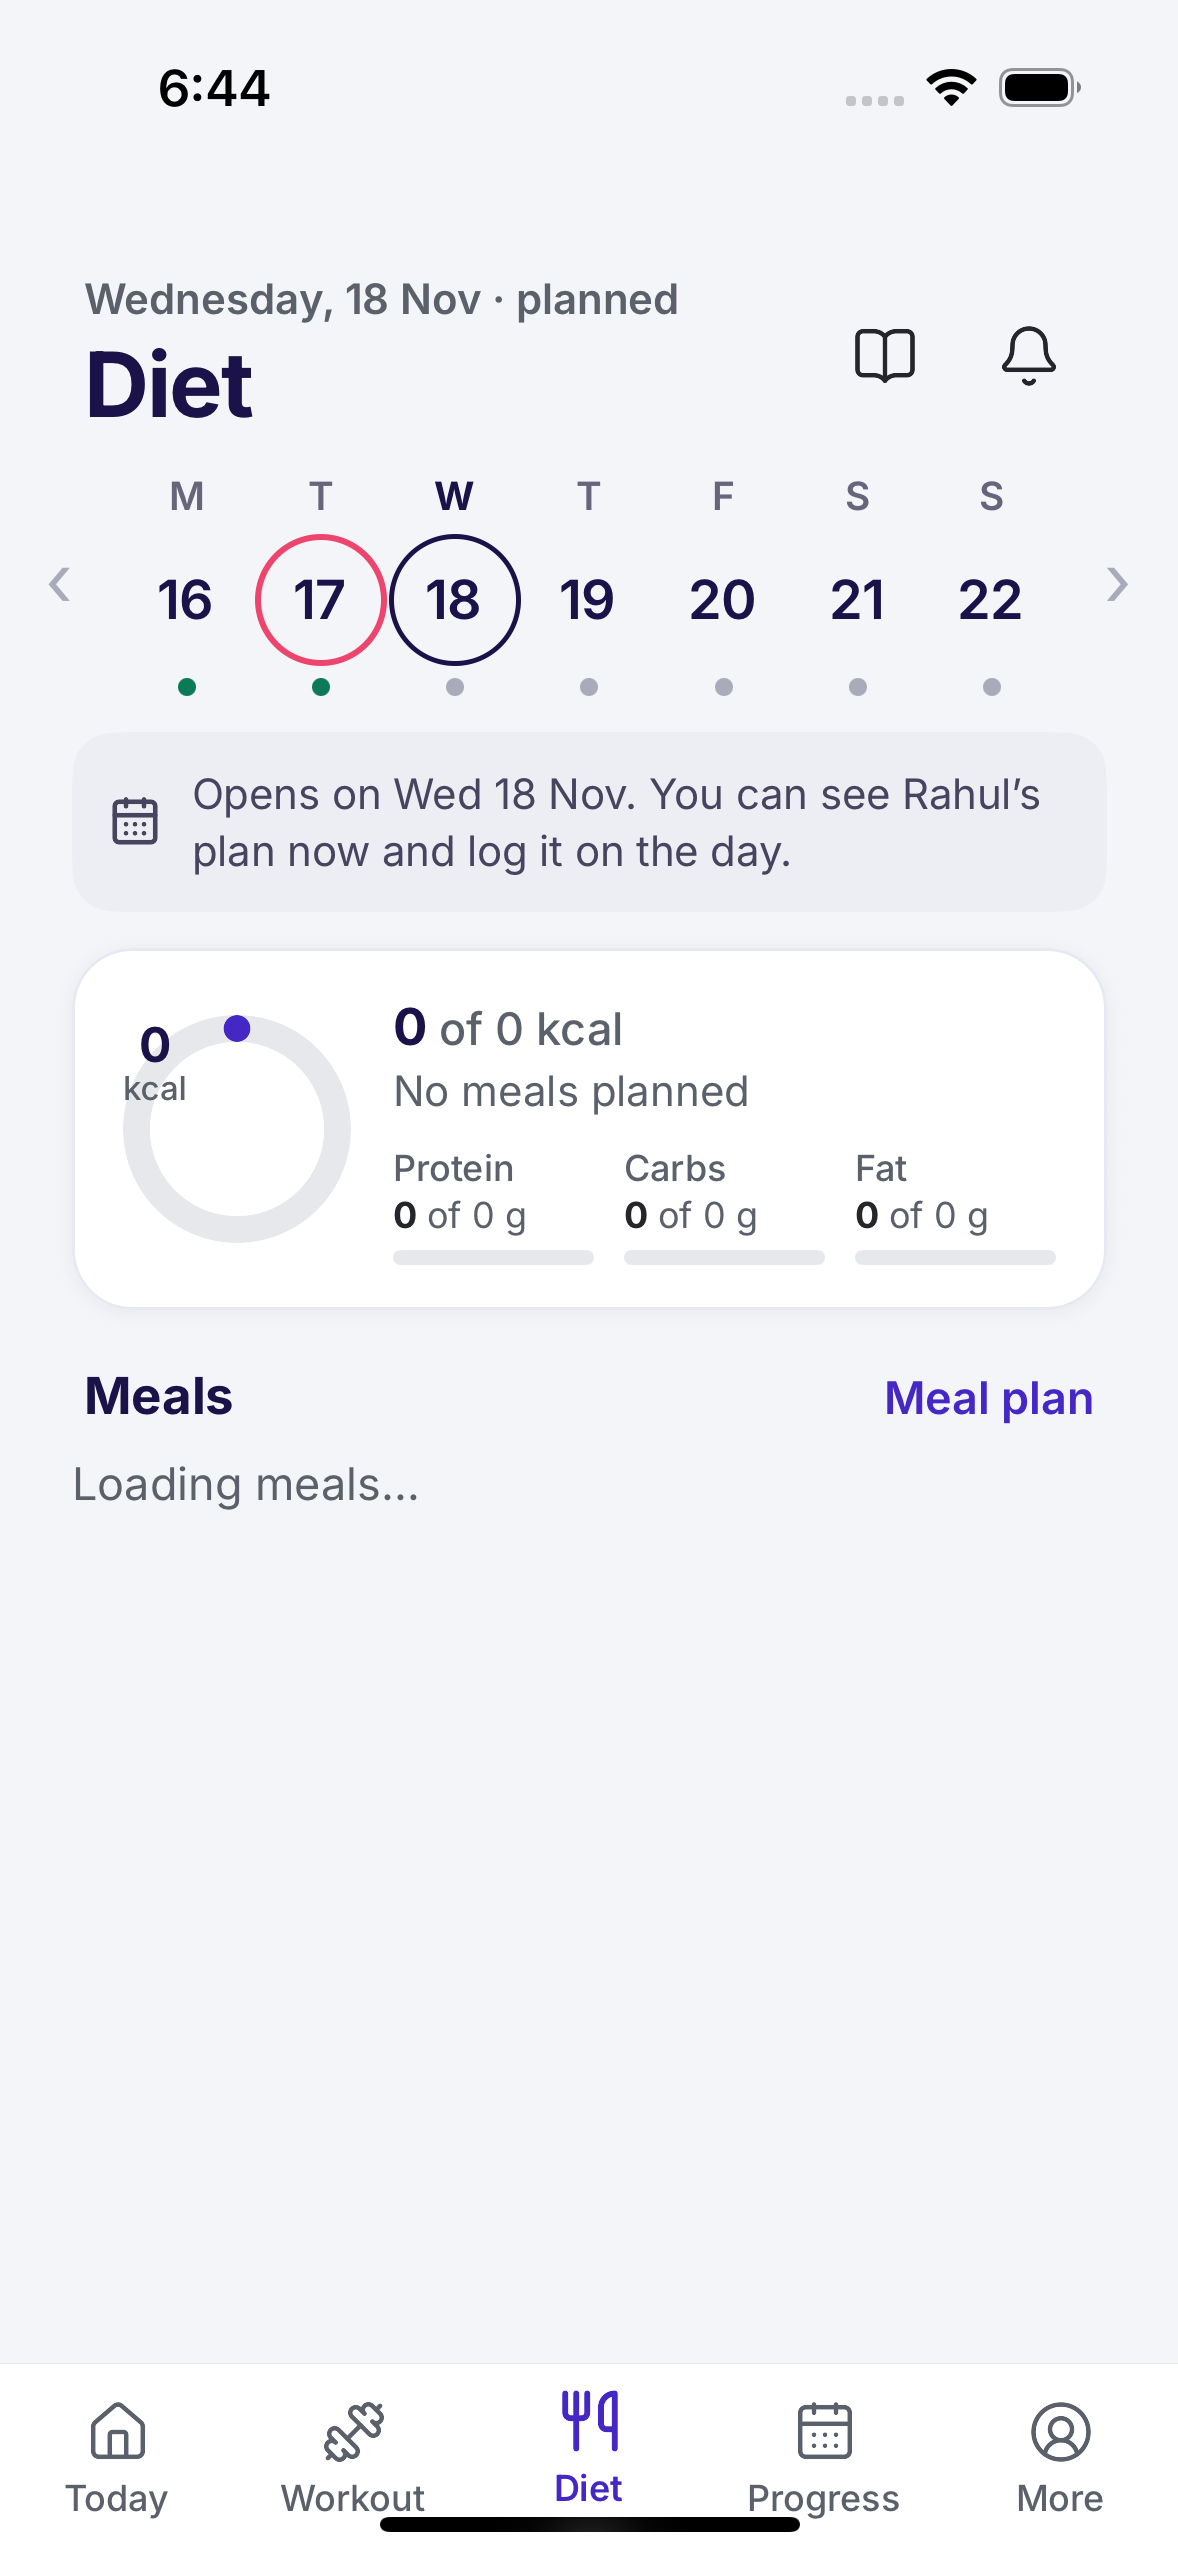 6:44
Wednesday, 18 Nov · planned
Diet
M T W T F S S
‹ 16 17 18 19 20 21 22 ›
Opens on Wed 18 Nov. You can see Rahul’s
plan now and log it on the day.
0
kcal
0 of 0 kcal
No meals planned
Protein Carbs Fat
0 of 0 g 0 of 0 g 0 of 0 g
Meals Meal plan
Loading meals...
Today Workout Diet Progress More